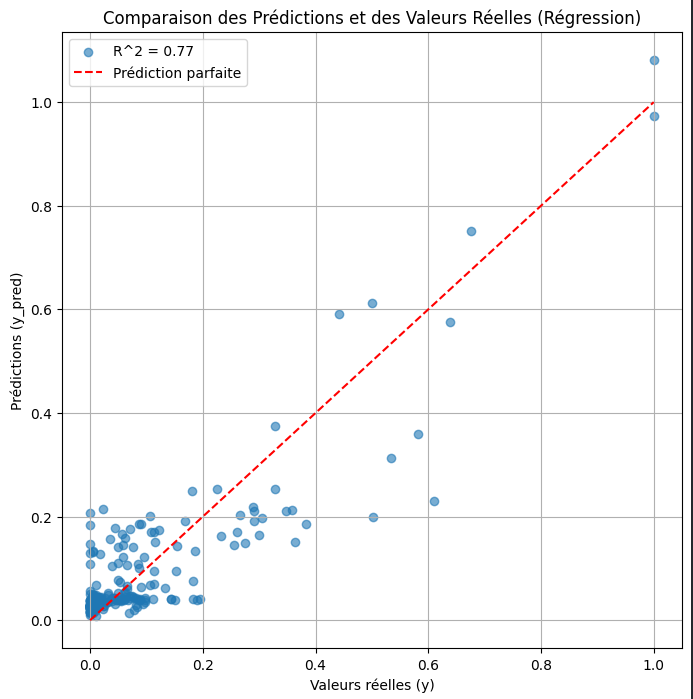 Comparaison des Prédictions et des Valeurs Réelles (Régression)
R^2 = 0.77
Prédiction parfaite
Prédictions (y_pred)
1.0
0.8
0.6
0.4
0.2
0.0
0.0 0.2 0.4 0.6 0.8 1.0
Valeurs réelles (y)